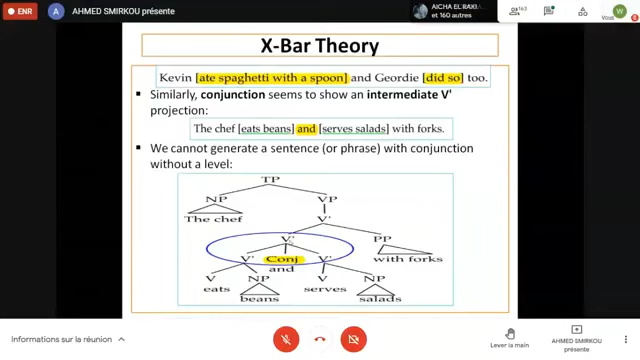 ENR
A
AHMED SMIRKOU présente
AICHA EL RAKI
et 160 autres
163
W
X-Bar Theory
Kevin [ate spaghetti with a spoon] and Geordie [did so] too.
▪ Similarly, conjunction seems to show an intermediate V'
projection:
The chef [eats beans] and [serves salads] with forks.
▪ We cannot generate a sentence (or phrase) with conjunction
without a level:
TP
NP VP
The chef V'
V' PP
with forks
V' Conj V'
and
V NP V NP
eats beans serves salads
Informations sur la réunion
Lever la main
AHMED SMIRKOU
présente